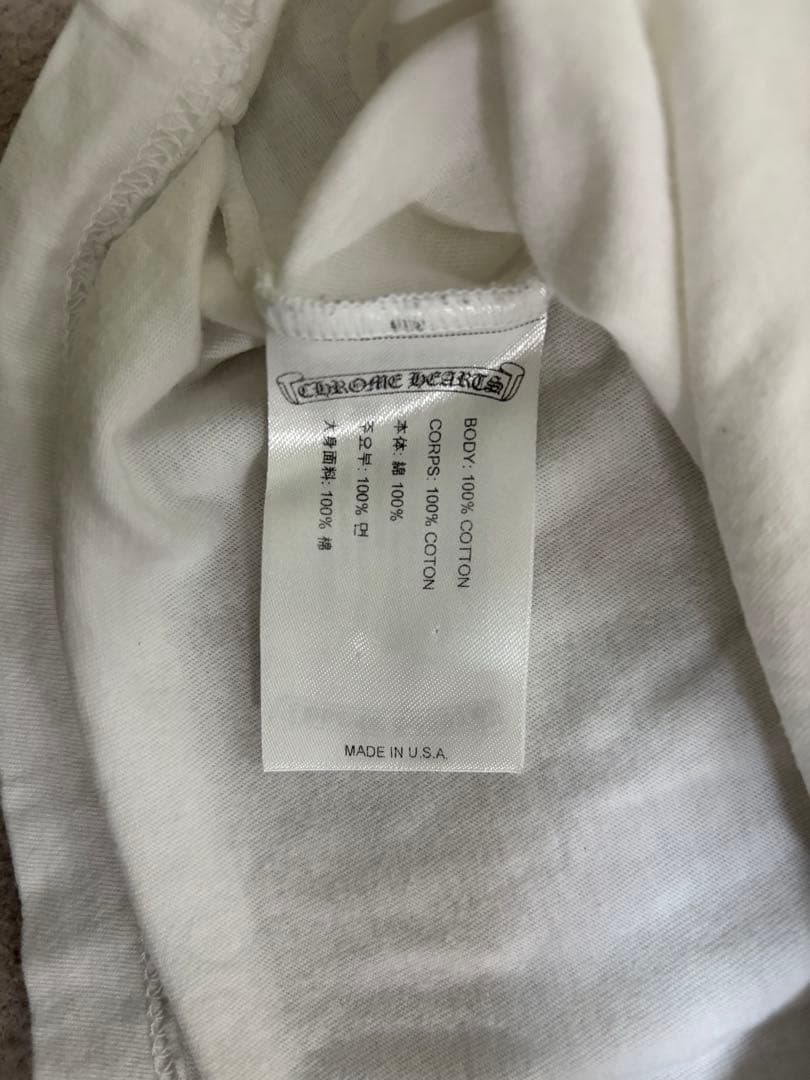 CHROME HEARTS
BODY: 100% COTTON
CORPS: 100% COTON
本体: 綿 100%
주요부: 100% 면
大身面料: 100% 棉
MADE IN U.S.A.